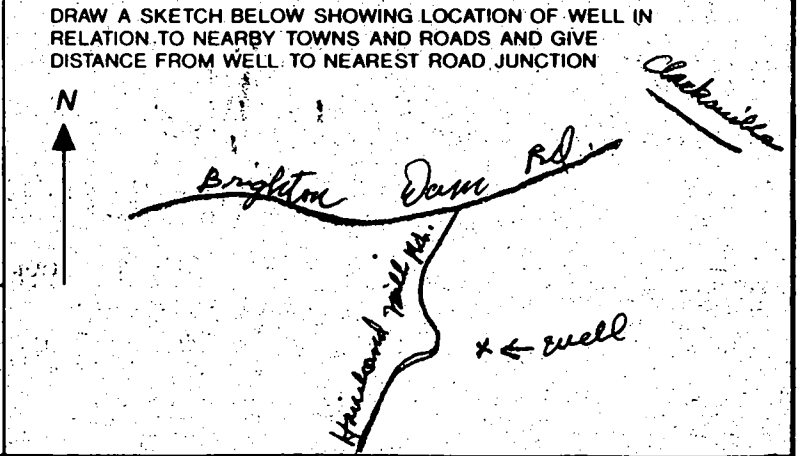 DRAW A SKETCH BELOW SHOWING LOCATION OF WELL IN
RELATION TO NEARBY TOWNS AND ROADS AND GIVE
DISTANCE FROM WELL TO NEAREST ROAD JUNCTION
Clarksville
N
Brighton Dam Rd.
Mill Rd.
x ← well